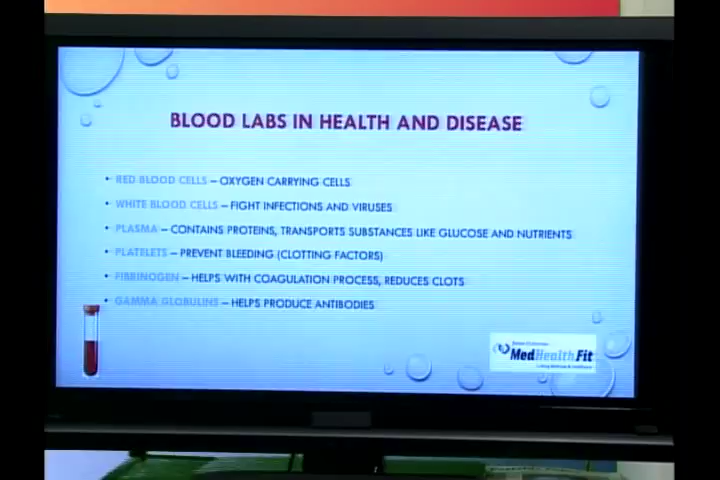 BLOOD LABS IN HEALTH AND DISEASE
• RED BLOOD CELLS – OXYGEN CARRYING CELLS
• WHITE BLOOD CELLS – FIGHT INFECTIONS AND VIRUSES
• PLASMA – CONTAINS PROTEINS, TRANSPORTS SUBSTANCES LIKE GLUCOSE AND NUTRIENTS
• PLATELETS – PREVENT BLEEDING (CLOTTING FACTORS)
• FIBRINOGEN – HELPS WITH COAGULATION PROCESS, REDUCES CLOTS
• GAMMA GLOBULINS – HELPS PRODUCE ANTIBODIES
MedHealthFit